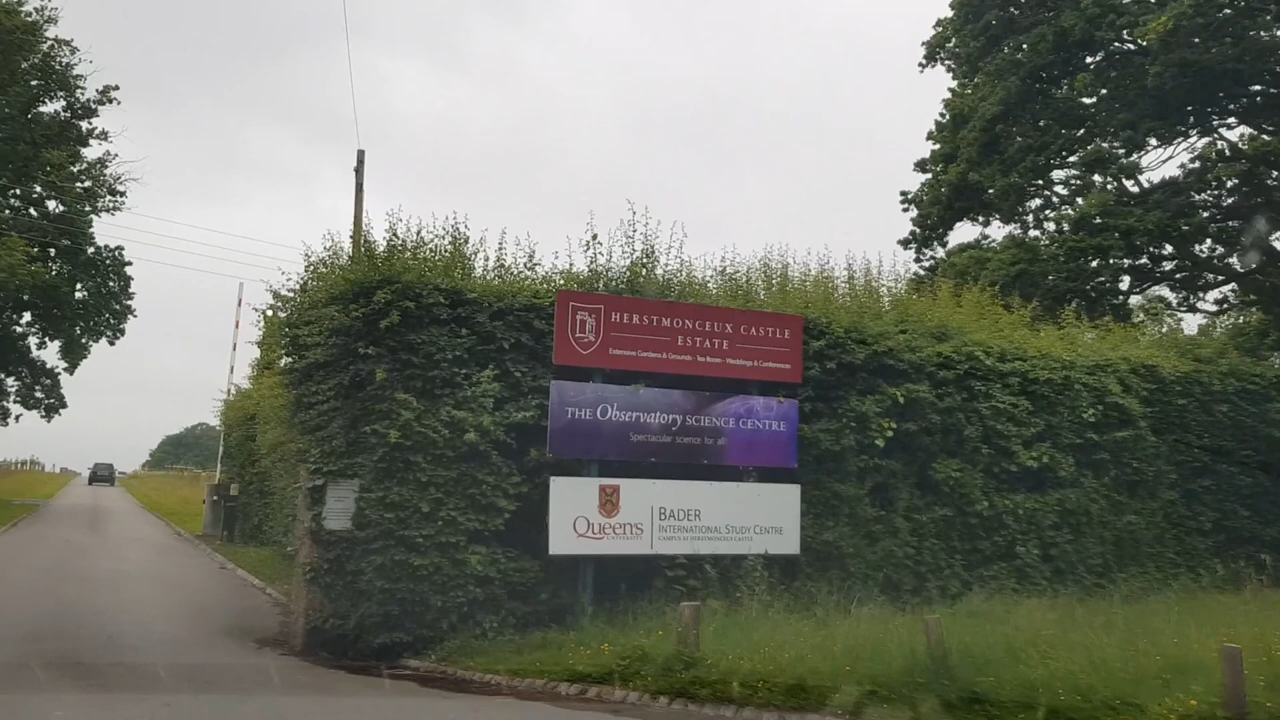 HERSTMONCEUX CASTLE
ESTATE
Extensive Gardens & Grounds - Tea Room - Weddings & Conferences
THE Observatory SCIENCE CENTRE
Spectacular science for all!
Queen's
UNIVERSITY
BADER
INTERNATIONAL STUDY CENTRE
CAMPUS AT HERSTMONCEUX CASTLE